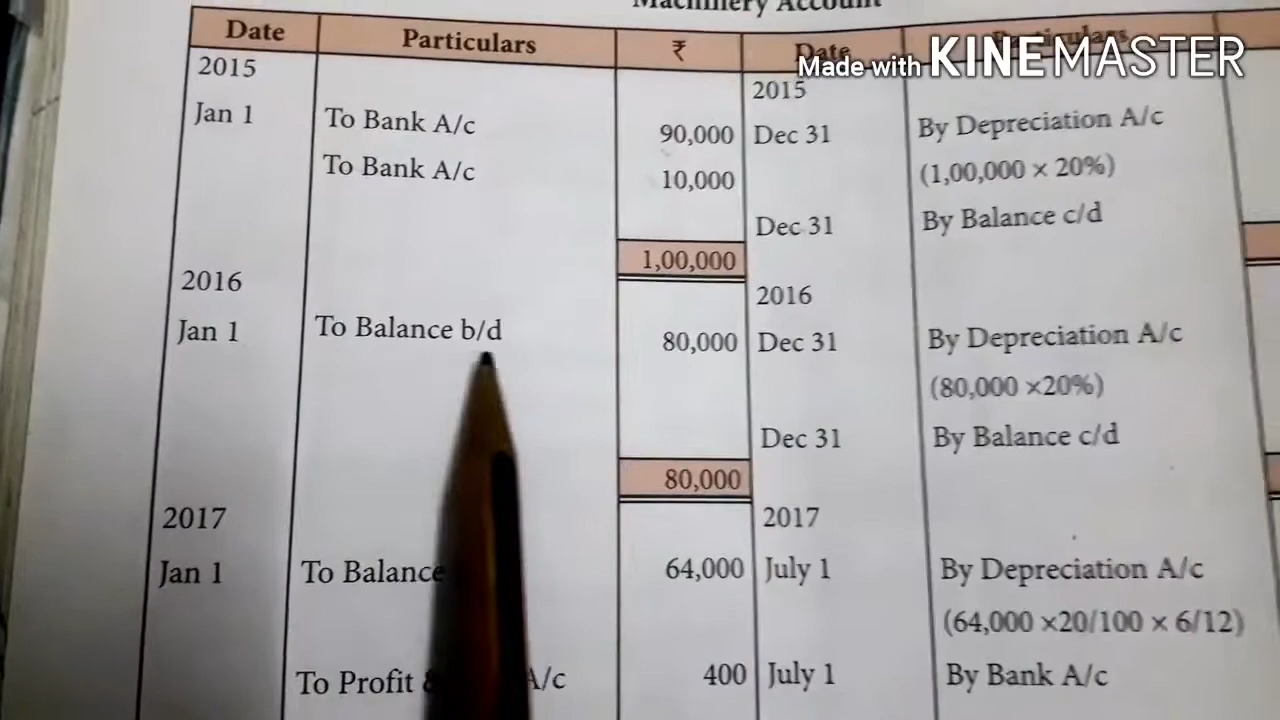 Machinery Account
Date Particulars ₹ Date
Made with KINEMASTER
2015 2015
Jan 1 To Bank A/c 90,000 Dec 31 By Depreciation A/c
To Bank A/c 10,000 (1,00,000 × 20%)
Dec 31 By Balance c/d
1,00,000
2016 2016
Jan 1 To Balance b/d 80,000 Dec 31 By Depreciation A/c
(80,000 ×20%)
Dec 31 By Balance c/d
80,000
2017 2017
Jan 1 To Balance 64,000 July 1 By Depreciation A/c
(64,000 ×20/100 × 6/12)
To Profit A/c 400 July 1 By Bank A/c